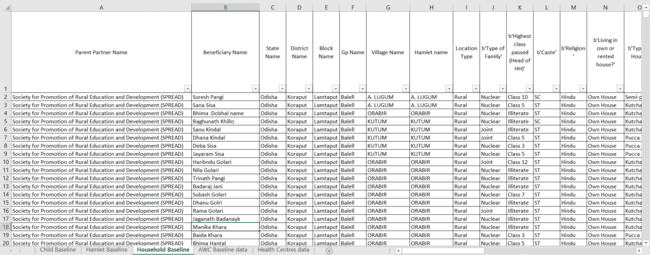 A B C D E F G H I J K L M N O
1 Parent Partner Name Beneficiary Name State Name District Name Block Name Gp Name Village Name Hamlet name Location Type b'Type of Family' b'Highest class passed (Head of HH)' b'Caste' b'Religion' b'Living in own or rented house?' b'Typ Hou
2 Society for Promotion of Rural Education and Development (SPREAD) Suresh Pangi Odisha Koraput Lamtaput Balell A. LUGUM A. LUGUM Rural Nuclear Class 10 SC Hindu Own House Semi-p
3 Society for Promotion of Rural Education and Development (SPREAD) Sana Sisa Odisha Koraput Lamtaput Balell A. LUGUM A. LUGUM Rural Nuclear Class 5 ST Hindu Own House Kutcha
4 Society for Promotion of Rural Education and Development (SPREAD) Bhima Dobhal name Odisha Koraput Lamtaput Balell ORABIR ORABIR Rural Nuclear Illiterate ST Hindu Own House Kutcha
5 Society for Promotion of Rural Education and Development (SPREAD) Raghunath Khillo Odisha Koraput Lamtaput Balell KUTUM KUTUM Rural Nuclear Illiterate SC Hindu Own House Kutcha
6 Society for Promotion of Rural Education and Development (SPREAD) Sanu Kindal Odisha Koraput Lamtaput Balell KUTUM KUTUM Rural Joint Illiterate ST Hindu Own House Kutcha
7 Society for Promotion of Rural Education and Development (SPREAD) Dhana Kindal Odisha Koraput Lamtaput Balell KUTUM KUTUM Rural Joint Class 5 ST Hindu Own House Pucca
8 Society for Promotion of Rural Education and Development (SPREAD) Deba Sisa Odisha Koraput Lamtaput Balell KUTUM KUTUM Rural Nuclear Class 3 ST Hindu Own House Pucca
9 Society for Promotion of Rural Education and Development (SPREAD) Jayaram Sisa Odisha Koraput Lamtaput Balell KUTUM KUTUM Rural Nuclear Class 5 ST Hindu Own House Kutcha
10 Society for Promotion of Rural Education and Development (SPREAD) Haribndu Golari Odisha Koraput Lamtaput Balell ORABIR ORABIR Rural Joint Class 12 ST Hindu Own House Kutcha
11 Society for Promotion of Rural Education and Development (SPREAD) Nila Golari Odisha Koraput Lamtaput Balell ORABIR ORABIR Rural Nuclear Illiterate ST Hindu Own House Kutcha
12 Society for Promotion of Rural Education and Development (SPREAD) Trinath Pangi Odisha Koraput Lamtaput Balell ORABIR ORABIR Rural Nuclear Illiterate ST Hindu Own House Kutcha
13 Society for Promotion of Rural Education and Development (SPREAD) Badaraj Jani Odisha Koraput Lamtaput Balell ORABIR ORABIR Rural Nuclear Illiterate ST Hindu Own House Kutcha
14 Society for Promotion of Rural Education and Development (SPREAD) Subash Golari Odisha Koraput Lamtaput Balell ORABIR ORABIR Rural Nuclear Class 7 ST Hindu Own House Kutcha
15 Society for Promotion of Rural Education and Development (SPREAD) Dhanu Golri Odisha Koraput Lamtaput Balell ORABIR ORABIR Rural Nuclear Illiterate ST Hindu Own House Kutcha
16 Society for Promotion of Rural Education and Development (SPREAD) Rama Golari Odisha Koraput Lamtaput Balell ORABIR ORABIR Rural Joint Illiterate ST Hindu Own House Kutcha
17 Society for Promotion of Rural Education and Development (SPREAD) Jaganath Badanayk Odisha Koraput Lamtaput Balell ORABIR ORABIR Rural Joint Illiterate ST Hindu Own House Kutcha
18 Society for Promotion of Rural Education and Development (SPREAD) Manika Khara Odisha Koraput Lamtaput Balell ORABIR ORABIR Rural Nuclear Illiterate ST Hindu Own House Kutcha
19 Society for Promotion of Rural Education and Development (SPREAD) Baida Khara Odisha Koraput Lamtaput Balell ORABIR ORABIR Rural Nuclear Class 3 ST Hindu Own House Pucca
20 Society for Promotion of Rural Education and Development (SPREAD) Bhima Hantal Odisha Koraput Lamtaput Balell ORABIR ORABIR Rural Nuclear Class 5 ST Hindu Own House Kutcha
Child Baseline Hamlet Baseline Household Baseline AWC Baseline data Health Centres data